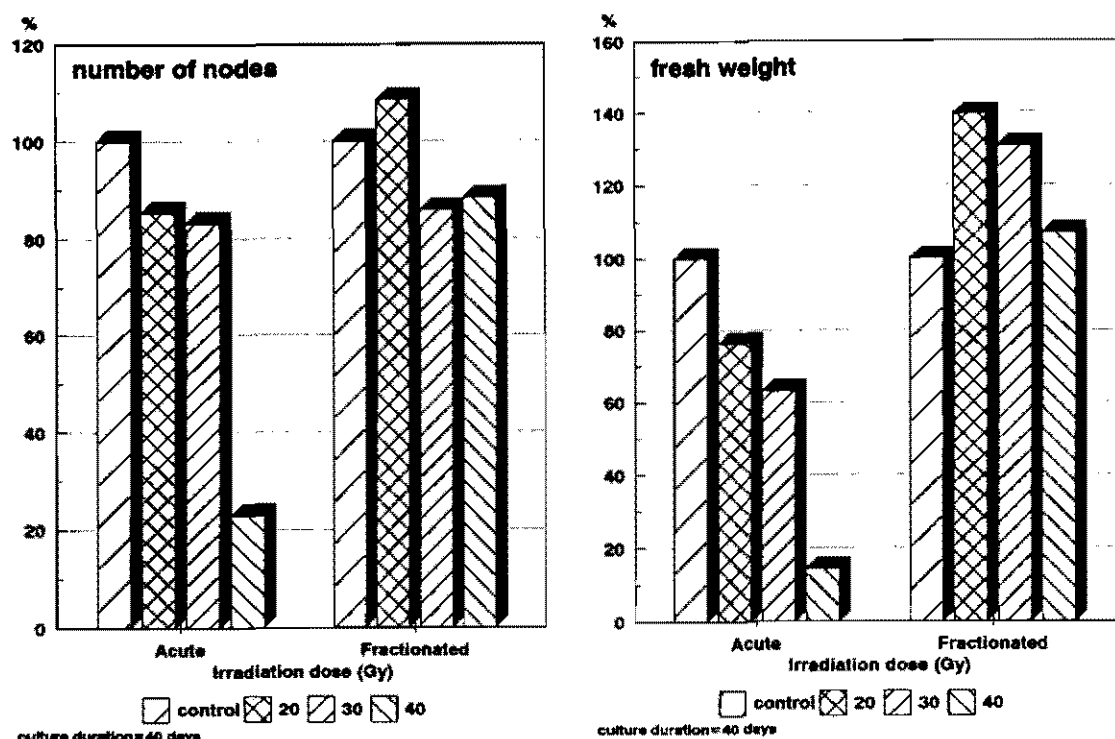 %
120
number of nodes
100
80
60
40
20
0
Acute Fractionated
Irradiation dose (Gy)
control 20 30 40
culture duration=40 days
%
160
fresh weight
140
120
100
80
60
40
20
0
Acute Fractionated
Irradiation dose (Gy)
control 20 30 40
culture duration=40 days